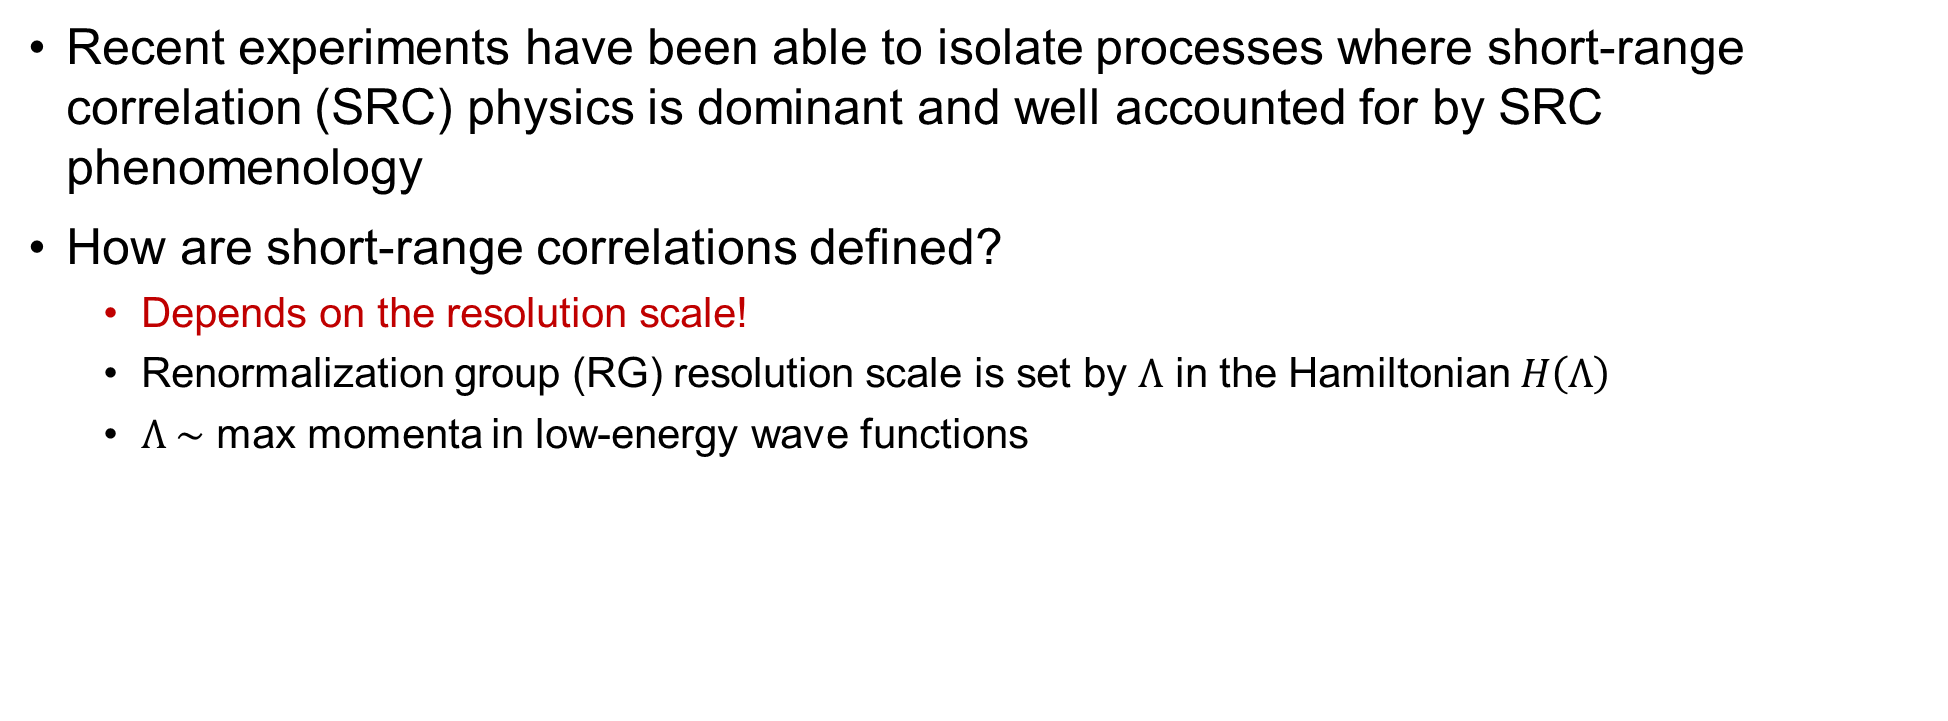 • Recent experiments have been able to isolate processes where short-range
correlation (SRC) physics is dominant and well accounted for by SRC
phenomenology
• How are short-range correlations defined?
• Depends on the resolution scale!
• Renormalization group (RG) resolution scale is set by Λ in the Hamiltonian H(Λ)
• Λ ~ max momenta in low-energy wave functions